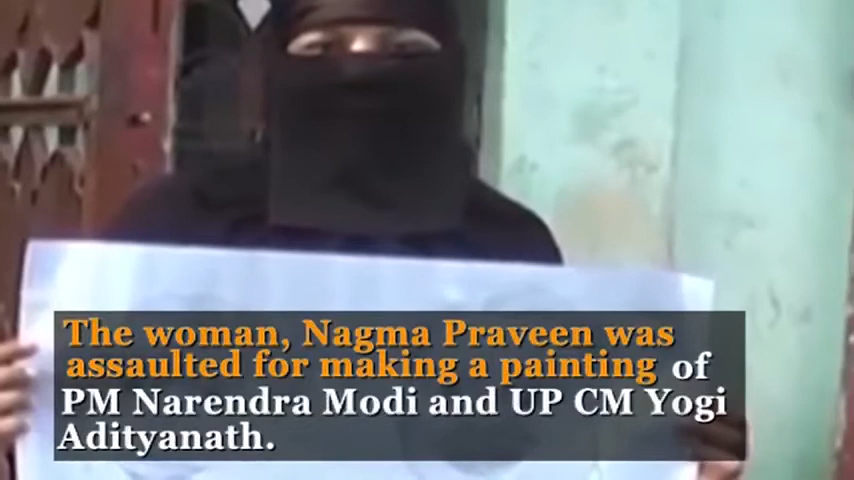 The woman, Nagma Praveen was
assaulted for making a painting of
PM Narendra Modi and UP CM Yogi
Adityanath.